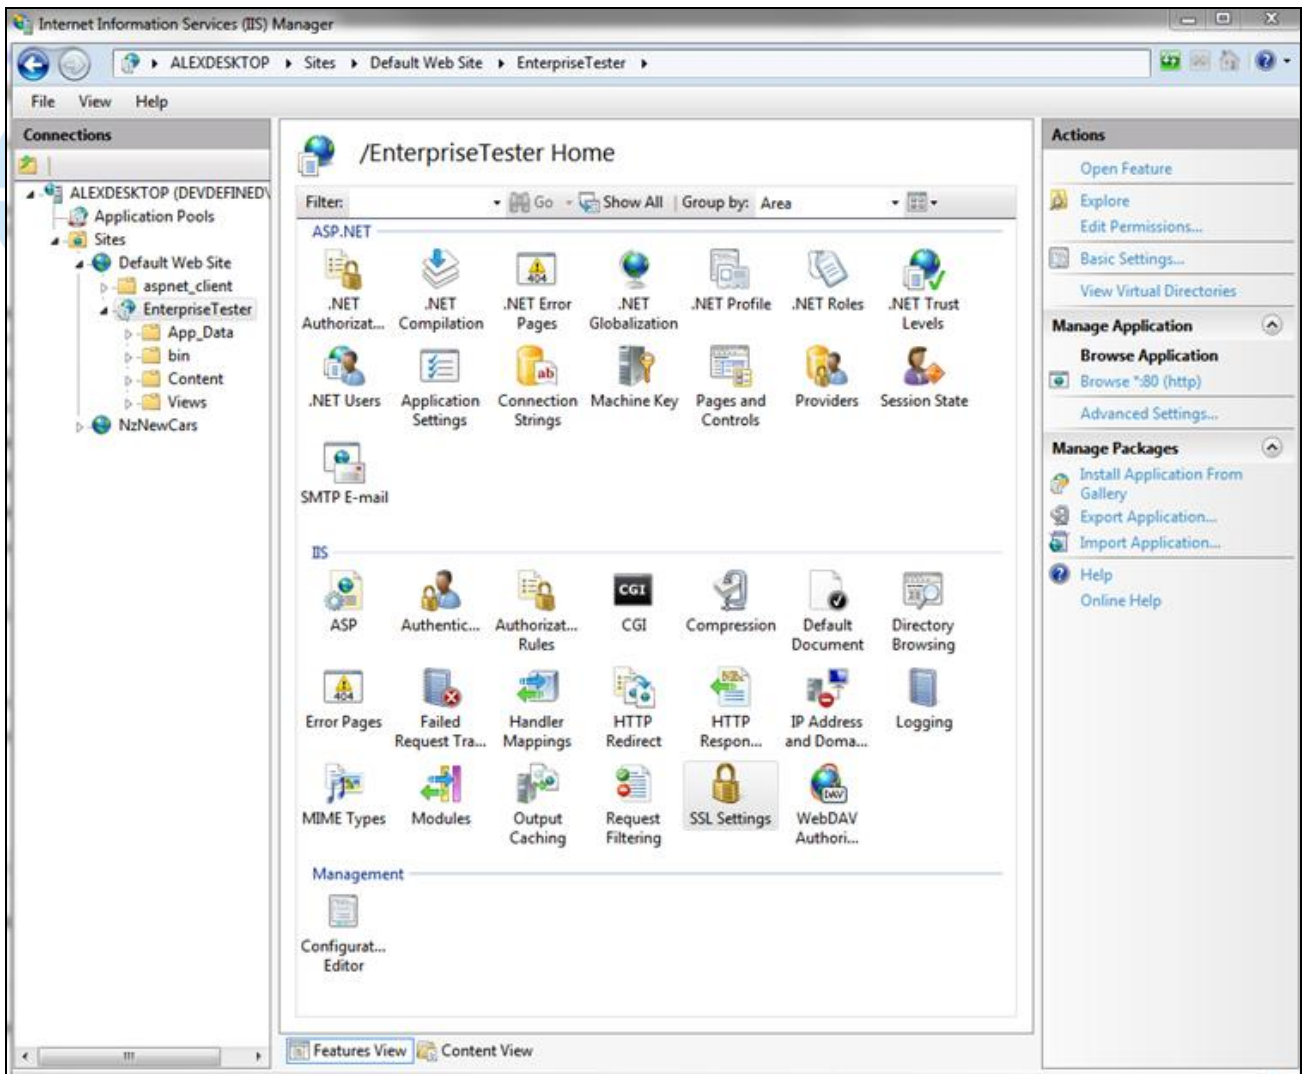 Internet Information Services (IIS) Manager
ALEXDESKTOP Sites Default Web Site EnterpriseTester
File View Help
Connections
ALEXDESKTOP (DEVDEFINED\
Application Pools
Sites
Default Web Site
aspnet_client
EnterpriseTester
App_Data
bin
Content
Views
NzNewCars
/EnterpriseTester Home
Filter: Go Show All Group by: Area
ASP.NET
.NET .NET .NET Error .NET .NET Profile .NET Roles .NET Trust
Authorizat... Compilation Pages Globalization Levels
.NET Users Application Connection Machine Key Pages and Providers Session State
Settings Strings Controls
SMTP E-mail
IIS
ASP Authentic... Authorizat... CGI Compression Default Directory
Rules Document Browsing
Error Pages Failed Handler HTTP HTTP IP Address Logging
Request Tra... Mappings Redirect Respon... and Doma...
MIME Types Modules Output Request SSL Settings WebDAV
Caching Filtering Authori...
Management
Configurat...
Editor
Features View Content View
Actions
Open Feature
Explore
Edit Permissions...
Basic Settings...
View Virtual Directories
Manage Application
Browse Application
Browse *:80 (http)
Advanced Settings...
Manage Packages
Install Application From
Gallery
Export Application...
Import Application...
Help
Online Help